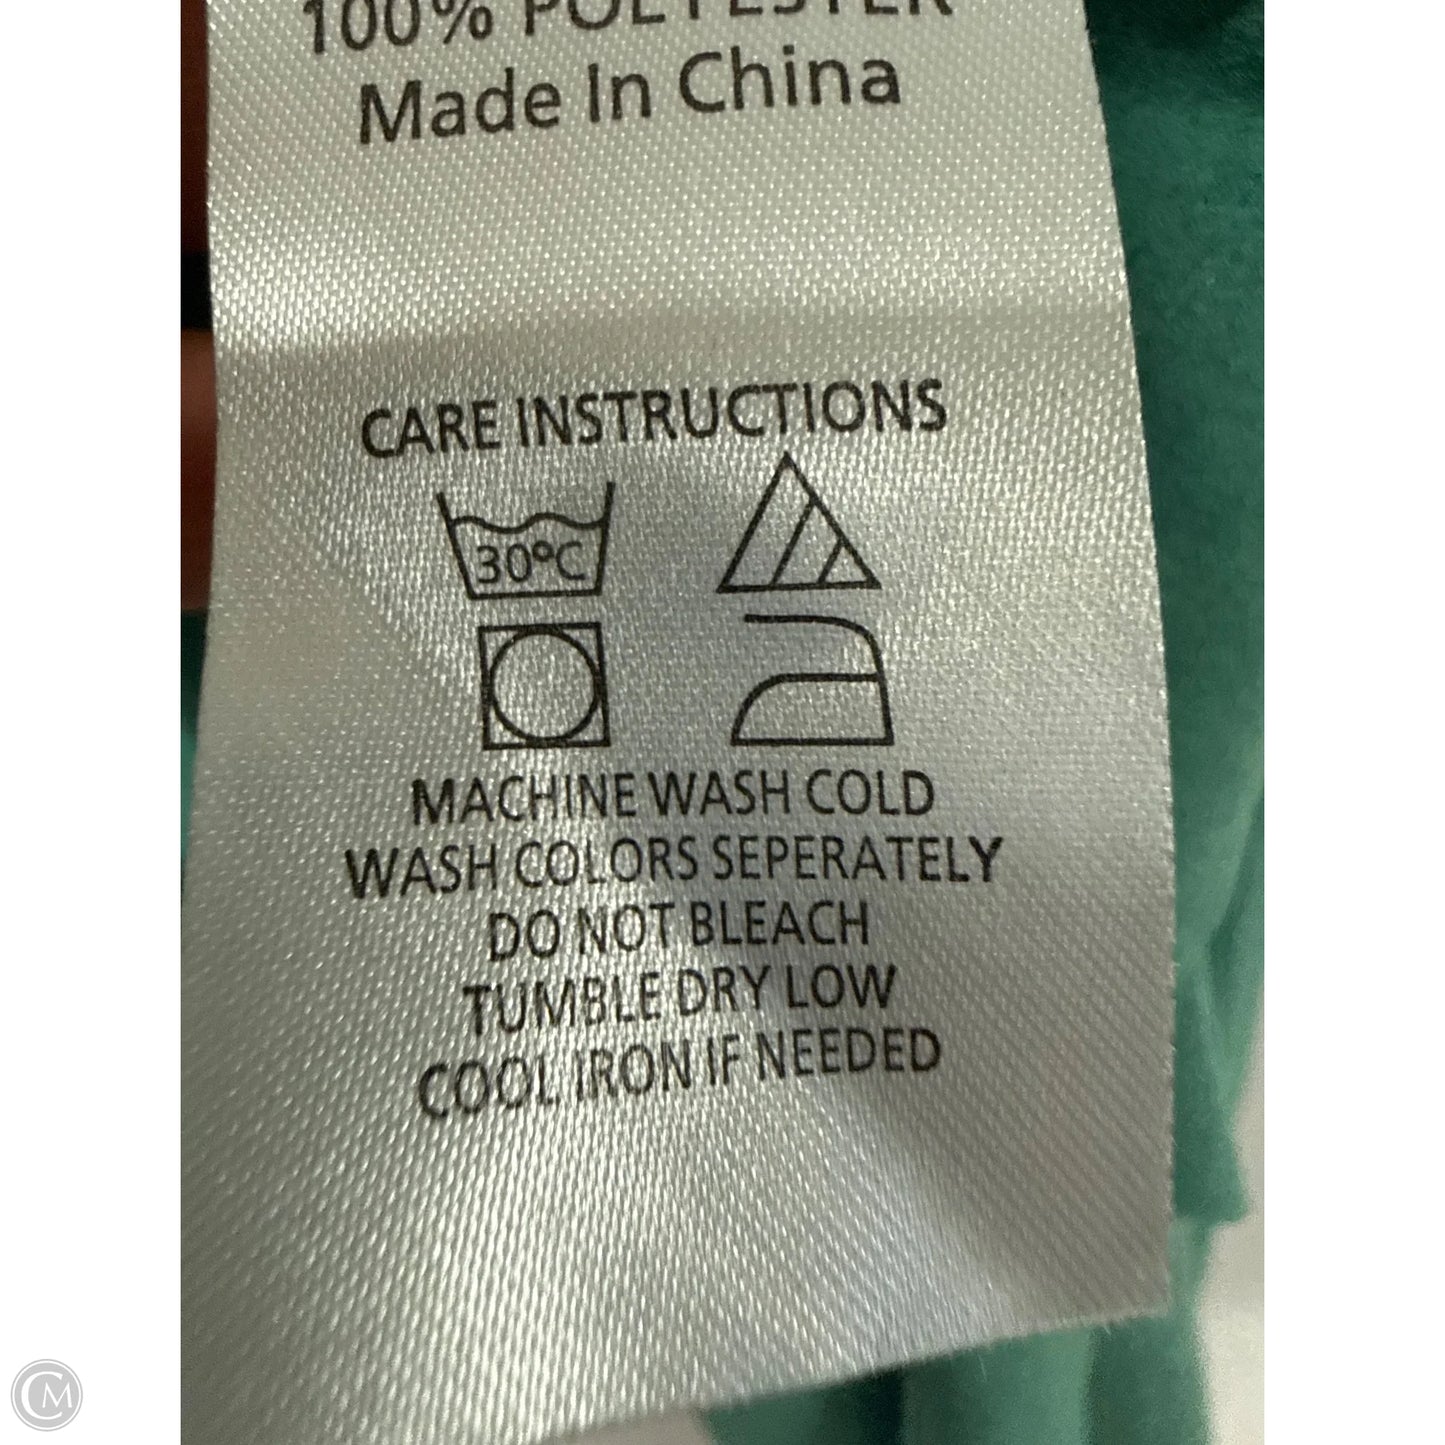 100% POLYESTER
Made In China
CARE INSTRUCTIONS
30°C
MACHINE WASH COLD
WASH COLORS SEPERATELY
DO NOT BLEACH
TUMBLE DRY LOW
COOL IRON IF NEEDED
CM